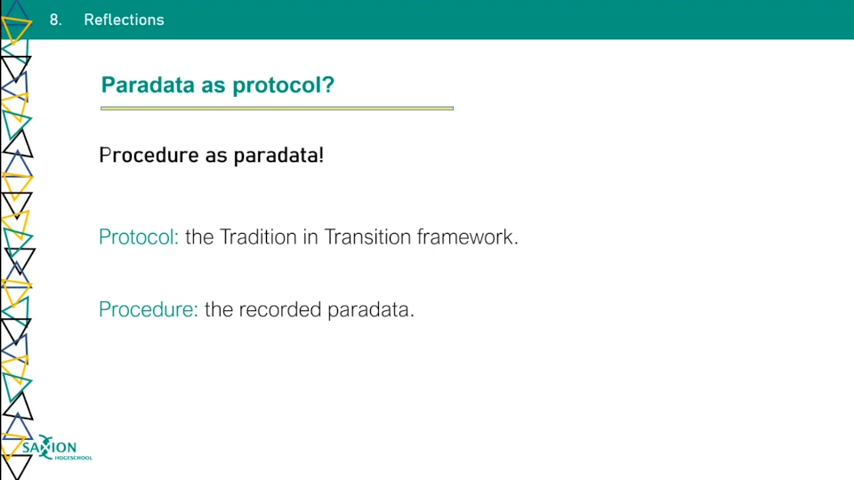 8. Reflections
Paradata as protocol?
Procedure as paradata!
Protocol: the Tradition in Transition framework.
Procedure: the recorded paradata.
SAXION
HOGESCHOOL